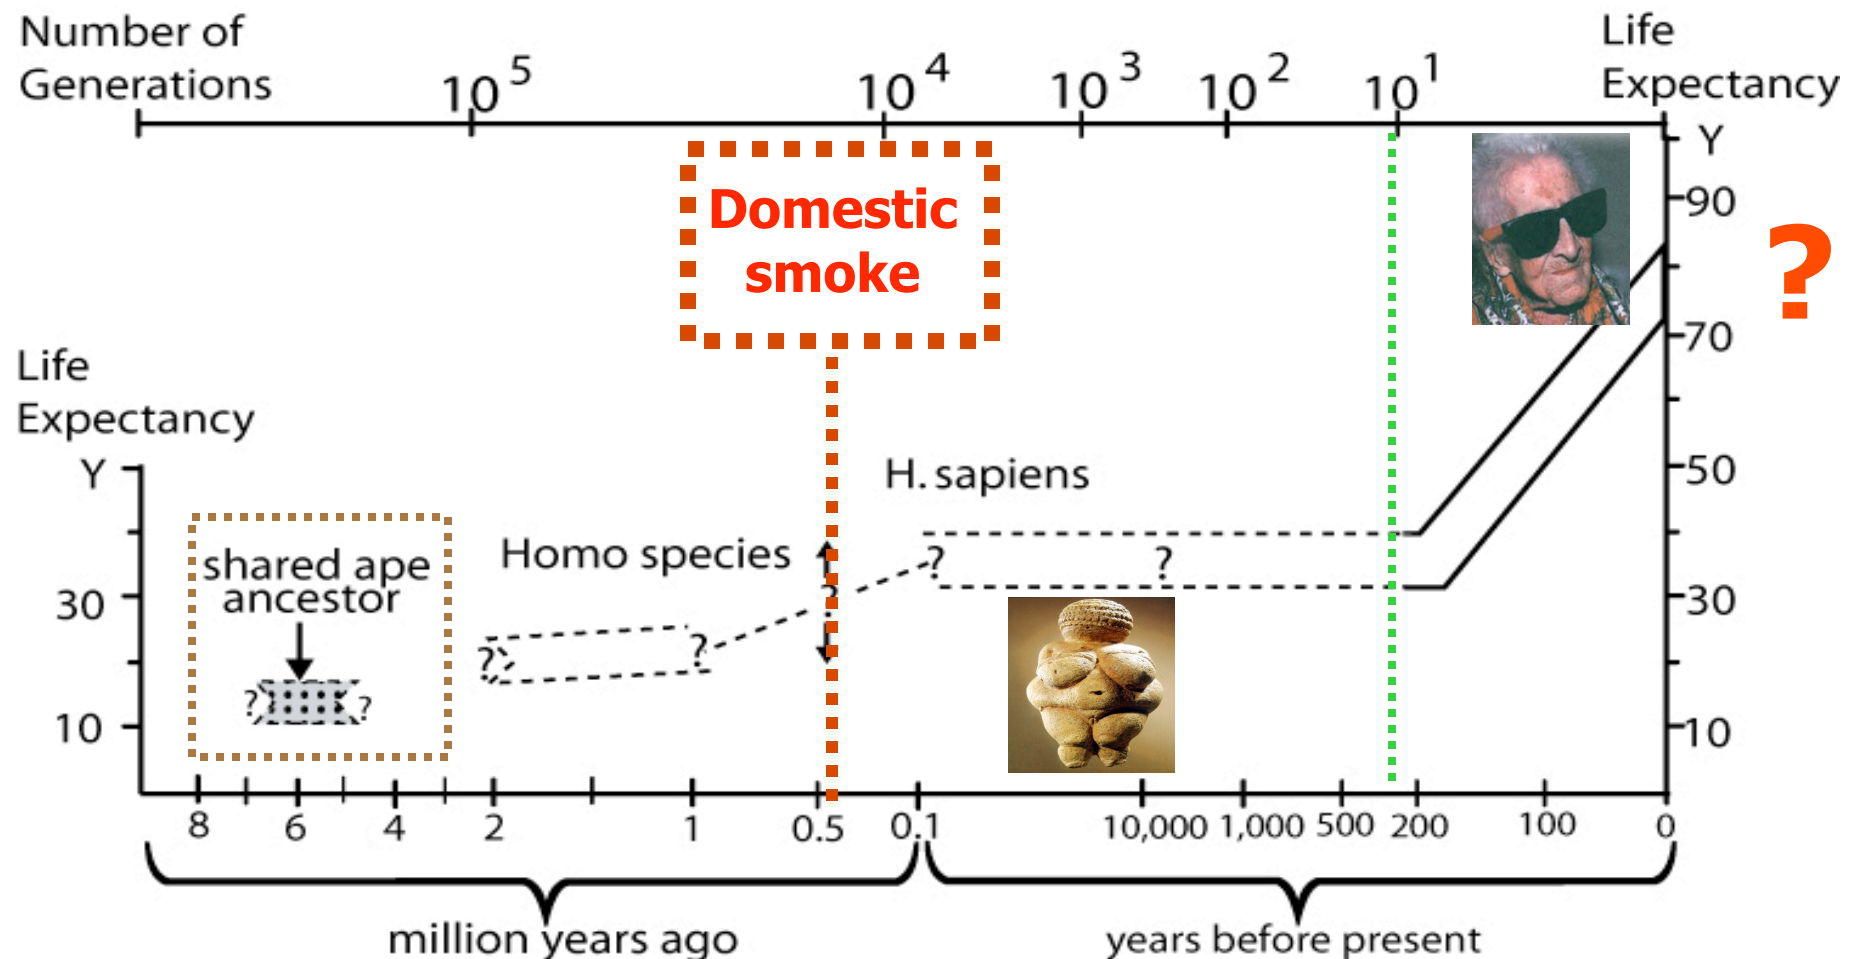 Number of
Generations
10^5
10^4
10^3
10^2
10^1
Life
Expectancy
Y
90
70
50
30
10
?
Domestic
smoke
Life
Expectancy
Y
30
10
shared ape
ancestor
? ?
Homo species
? ?
?
H. sapiens
? ?
8 6 4 2 1 0.5 0.1 10,000 1,000 500 200 100 0
million years ago
years before present